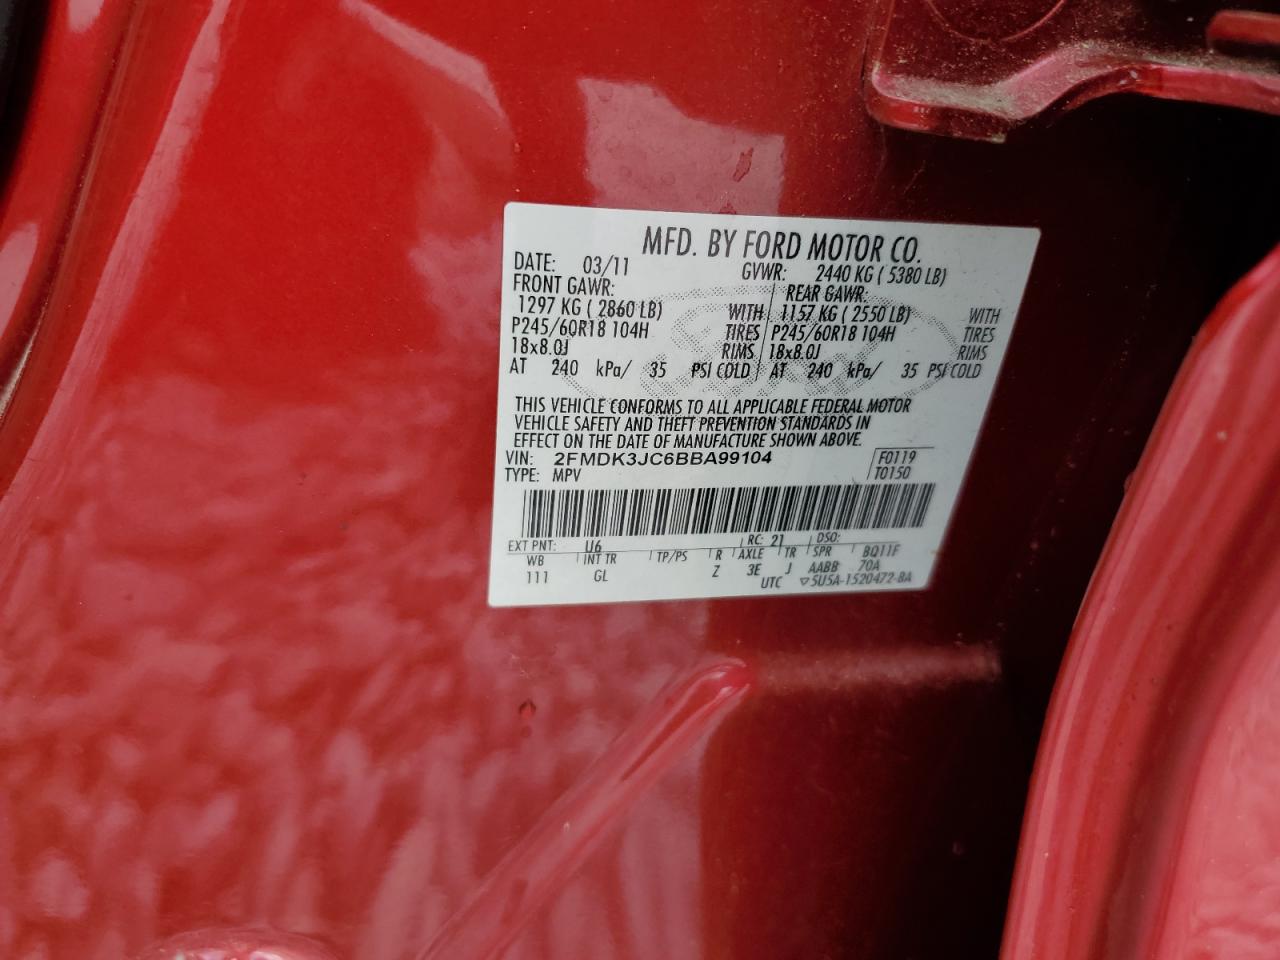 MFD. BY FORD MOTOR CO.
DATE: 03/11 GVWR: 2440 KG ( 5380 LB)
FRONT GAWR: REAR GAWR:
1297 KG ( 2860 LB) WITH 1157 KG ( 2550 LB) WITH
P245/60R18 104H TIRES P245/60R18 104H TIRES
18x8.0J RIMS 18x8.0J RIMS
AT 240 kPa/ 35 PSI COLD AT 240 kPa/ 35 PSI COLD
THIS VEHICLE CONFORMS TO ALL APPLICABLE FEDERAL MOTOR
VEHICLE SAFETY AND THEFT PREVENTION STANDARDS IN
EFFECT ON THE DATE OF MANUFACTURE SHOWN ABOVE.
VIN: 2FMDK3JC6BBA99104 F0119
TYPE: MPV T0150
EXT PNT: U6 RC: 21 DSO:
WB INT TR TP/PS R AXLE TR SPR BQ11F
111 GL Z 3E J AABB 70A
UTC ▽5U5A-1520472-BA